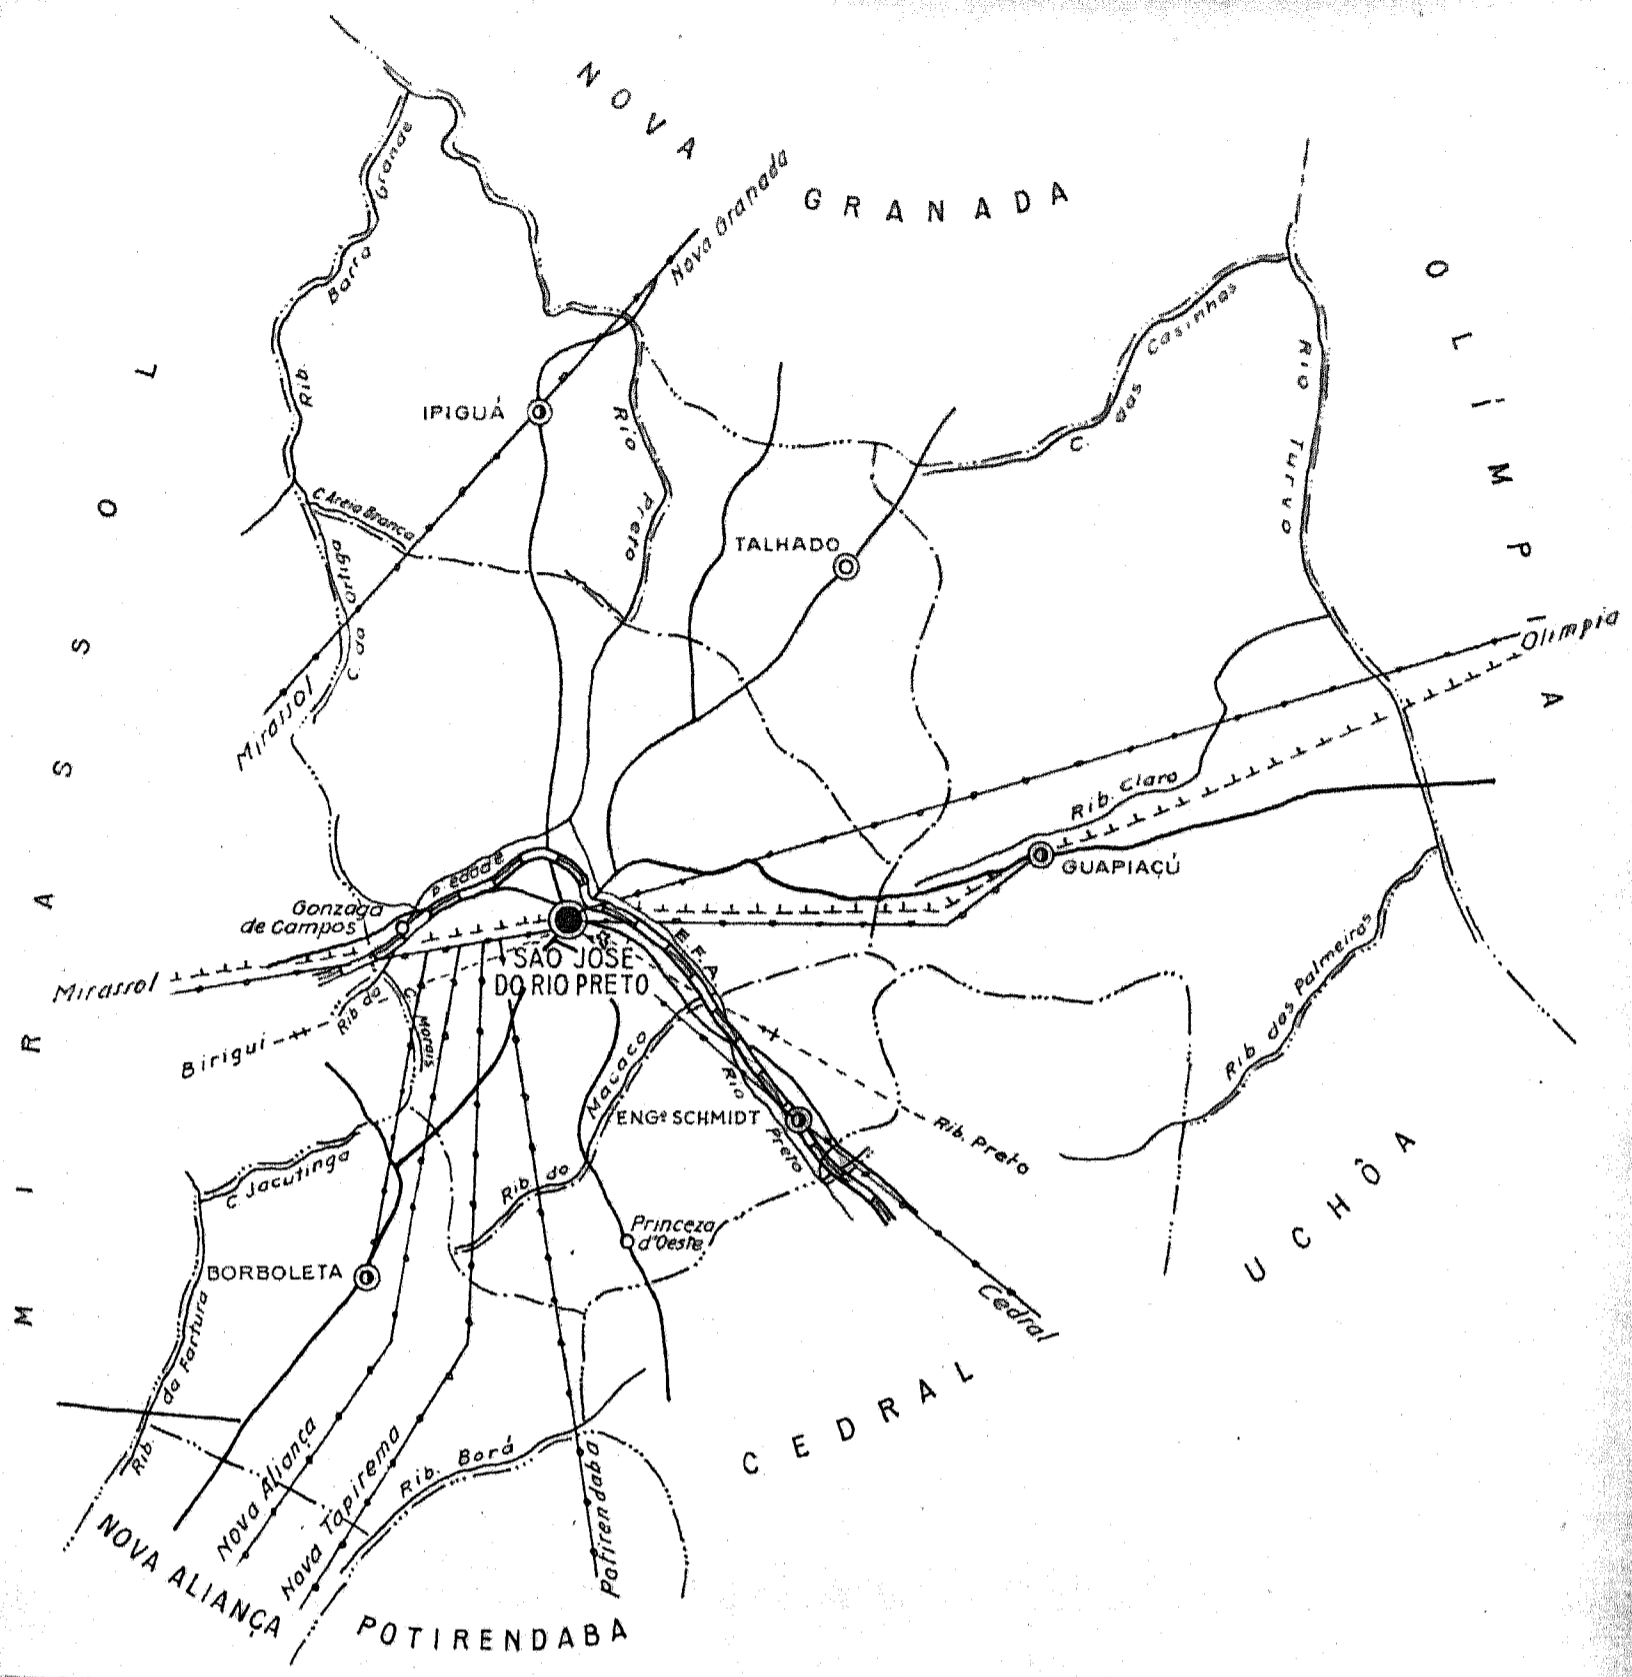 NOVA
GRANADA
OLÍMPIA
MIRASSOL
UCHÔA
CEDRAL
POTIRENDABA
NOVA ALIANÇA
Rib. Barra Grande
Nova Granada
IPIGUÁ
Rio Preto
C. das Casinhas
Rio Turvo
C. Areia Branca
TALHADO
C. da
Mirassol
Olimpia
Rib. Claro
GUAPIAÇÚ
Gonzaga
de Campos
E F A
SÃO JOSÉ
DO RIO PRETO
Mirassol
Birigui
Rib da
C. Morais
Rib. do Macaco
Rio Preto
ENGº SCHMIDT
Rib. Preto
Rib das Palmeiras
C. Jacutinga
Princeza
d'Oeste
BORBOLETA
Rib. da Fartura
Cedral
Nova Aliança
Nova Tapirema
Rib. Borá
Potirendaba